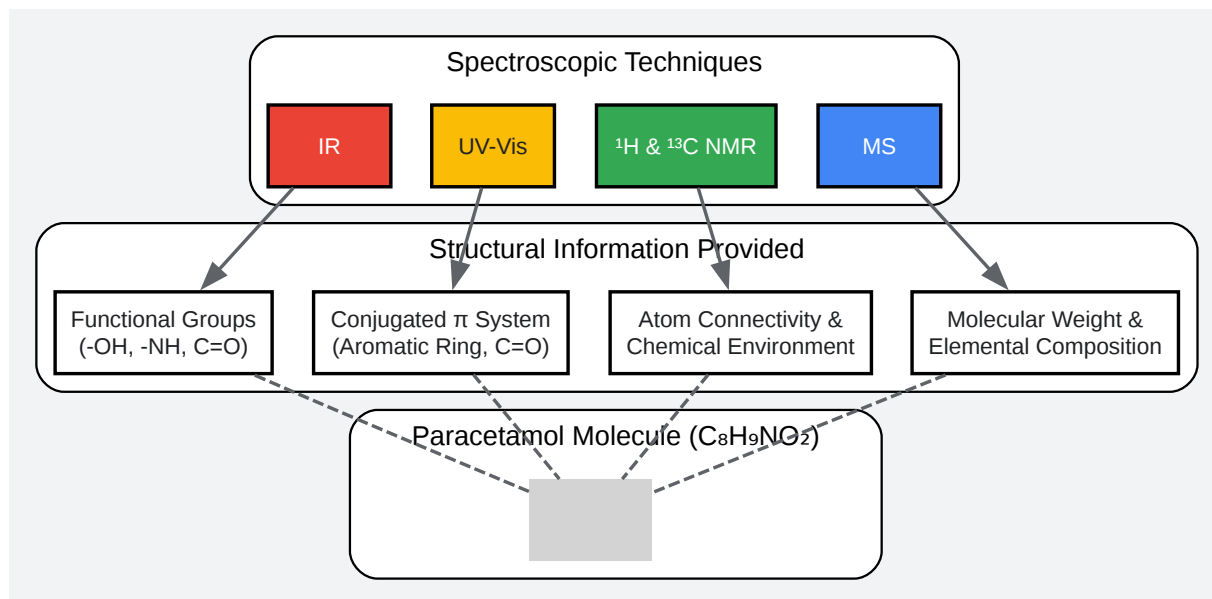 Spectroscopic Techniques
IR
UV-Vis
¹H & ¹³C NMR
MS
Structural Information Provided
Functional Groups
(-OH, -NH, C=O)
Conjugated π System
(Aromatic Ring, C=O)
Atom Connectivity &
Chemical Environment
Molecular Weight &
Elemental Composition
Paracetamol Molecule (C₈H₉NO₂)